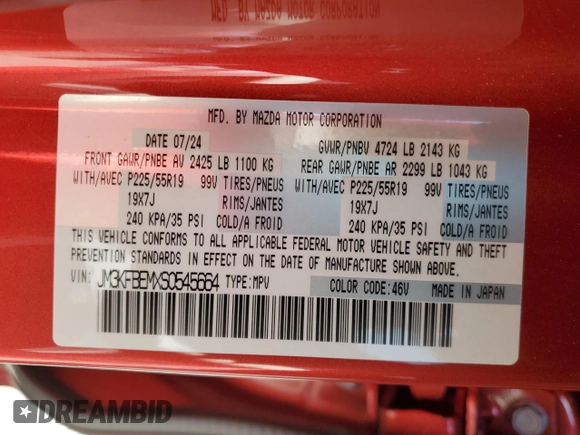 MFD. BY MAZDA MOTOR CORPORATION
MFD. BY MAZDA MOTOR CORPORATION
DATE 07/24 GVWR/PNBV 4724 LB 2143 KG
FRONT GAWR/PNBE AV 2425 LB 1100 KG REAR GAWR/PNBE AR 2299 LB 1043 KG
WITH/AVEC P225/55R19 99V TIRES/PNEUS WITH/AVEC P225/55R19 99V TIRES/PNEUS
19X7J RIMS/JANTES 19X7J RIMS/JANTES
240 KPA/35 PSI COLD/A FROID 240 KPA/35 PSI COLD/A FROID
THIS VEHICLE CONFORMS TO ALL APPLICABLE FEDERAL MOTOR VEHICLE SAFETY AND THEFT
PREVENTION STANDARDS IN EFFECT ON THE DATE OF MANUFACTURE SHOWN ABOVE.
VIN: JM3KFBEMXS0545664 TYPE:MPV COLOR CODE:46V MADE IN JAPAN
DREAMBID